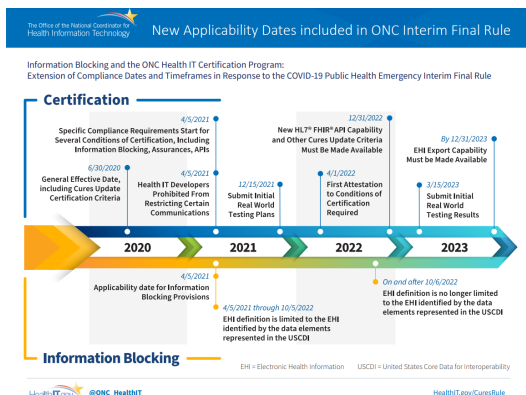 The Office of the National Coordinator for
Health Information Technology
New Applicability Dates included in ONC Interim Final Rule
Information Blocking and the ONC Health IT Certification Program:
Extension of Compliance Dates and Timeframes in Response to the COVID-19 Public Health Emergency Interim Final Rule
Certification
4/5/2021
Specific Compliance Requirements Start for
Several Conditions of Certification, Including
Information Blocking, Assurances, APIs
12/31/2022
New HL7® FHIR® API Capability
and Other Cures Update Criteria
Must Be Made Available
By 12/31/2023
EHI Export Capability
Must Be Made Available
6/30/2020
General Effective Date,
including Cures Update
Certification Criteria
4/5/2021
Health IT Developers
Prohibited From
Restricting Certain
Communications
12/15/2021
Submit Initial
Real World
Testing Plans
4/1/2022
First Attestation
to Conditions of
Certification
Required
3/15/2023
Submit Initial
Real World
Testing Results
2020
2021
2022
2023
4/5/2021
Applicability date for Information
Blocking Provisions
4/5/2021 through 10/5/2022
EHI definition is limited to the EHI
identified by the data elements
represented in the USCDI
On and after 10/6/2022
EHI definition is no longer limited
to the EHI identified by the data
elements represented in the USCDI
Information Blocking
EHI = Electronic Health Information
USCDI = United States Core Data for Interoperability
HealthIT.gov
@ONC_HealthIT
HealthIT.gov/CuresRule